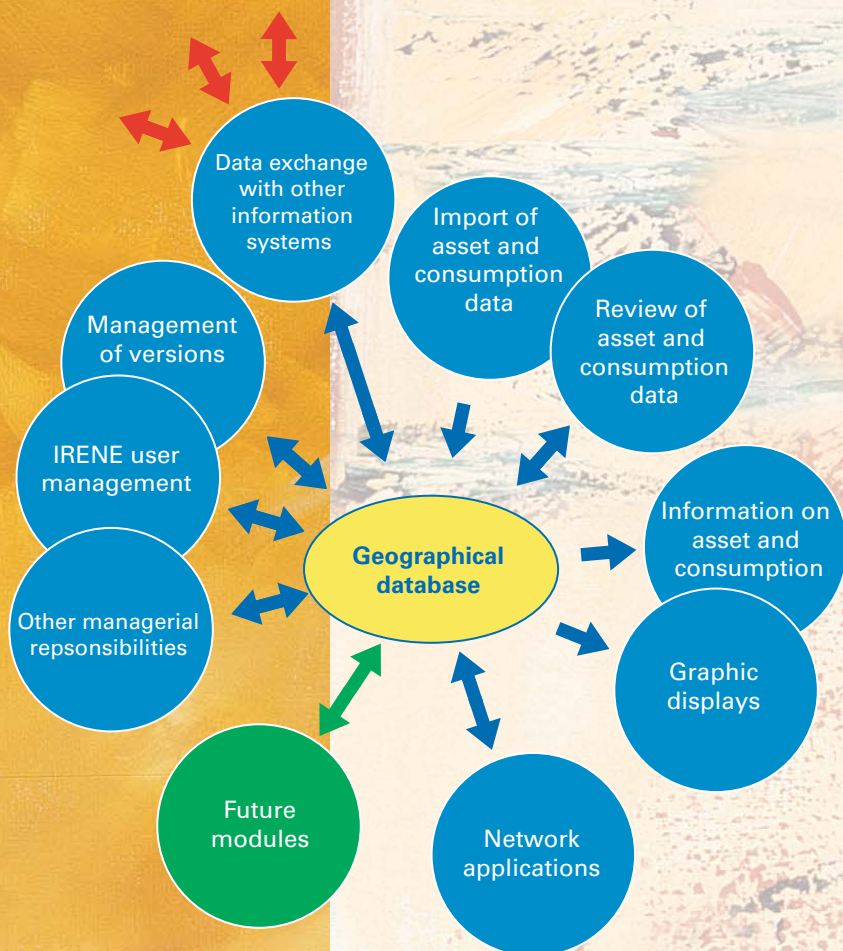 Data exchange
with other
information
systems
Import of
asset and
consumption
data
Review of
asset and
consumption
data
Management
of versions
IRENE user
management
Information on
asset and
consumption
Geographical
database
Other managerial
repsonsibilities
Graphic
displays
Future
modules
Network
applications